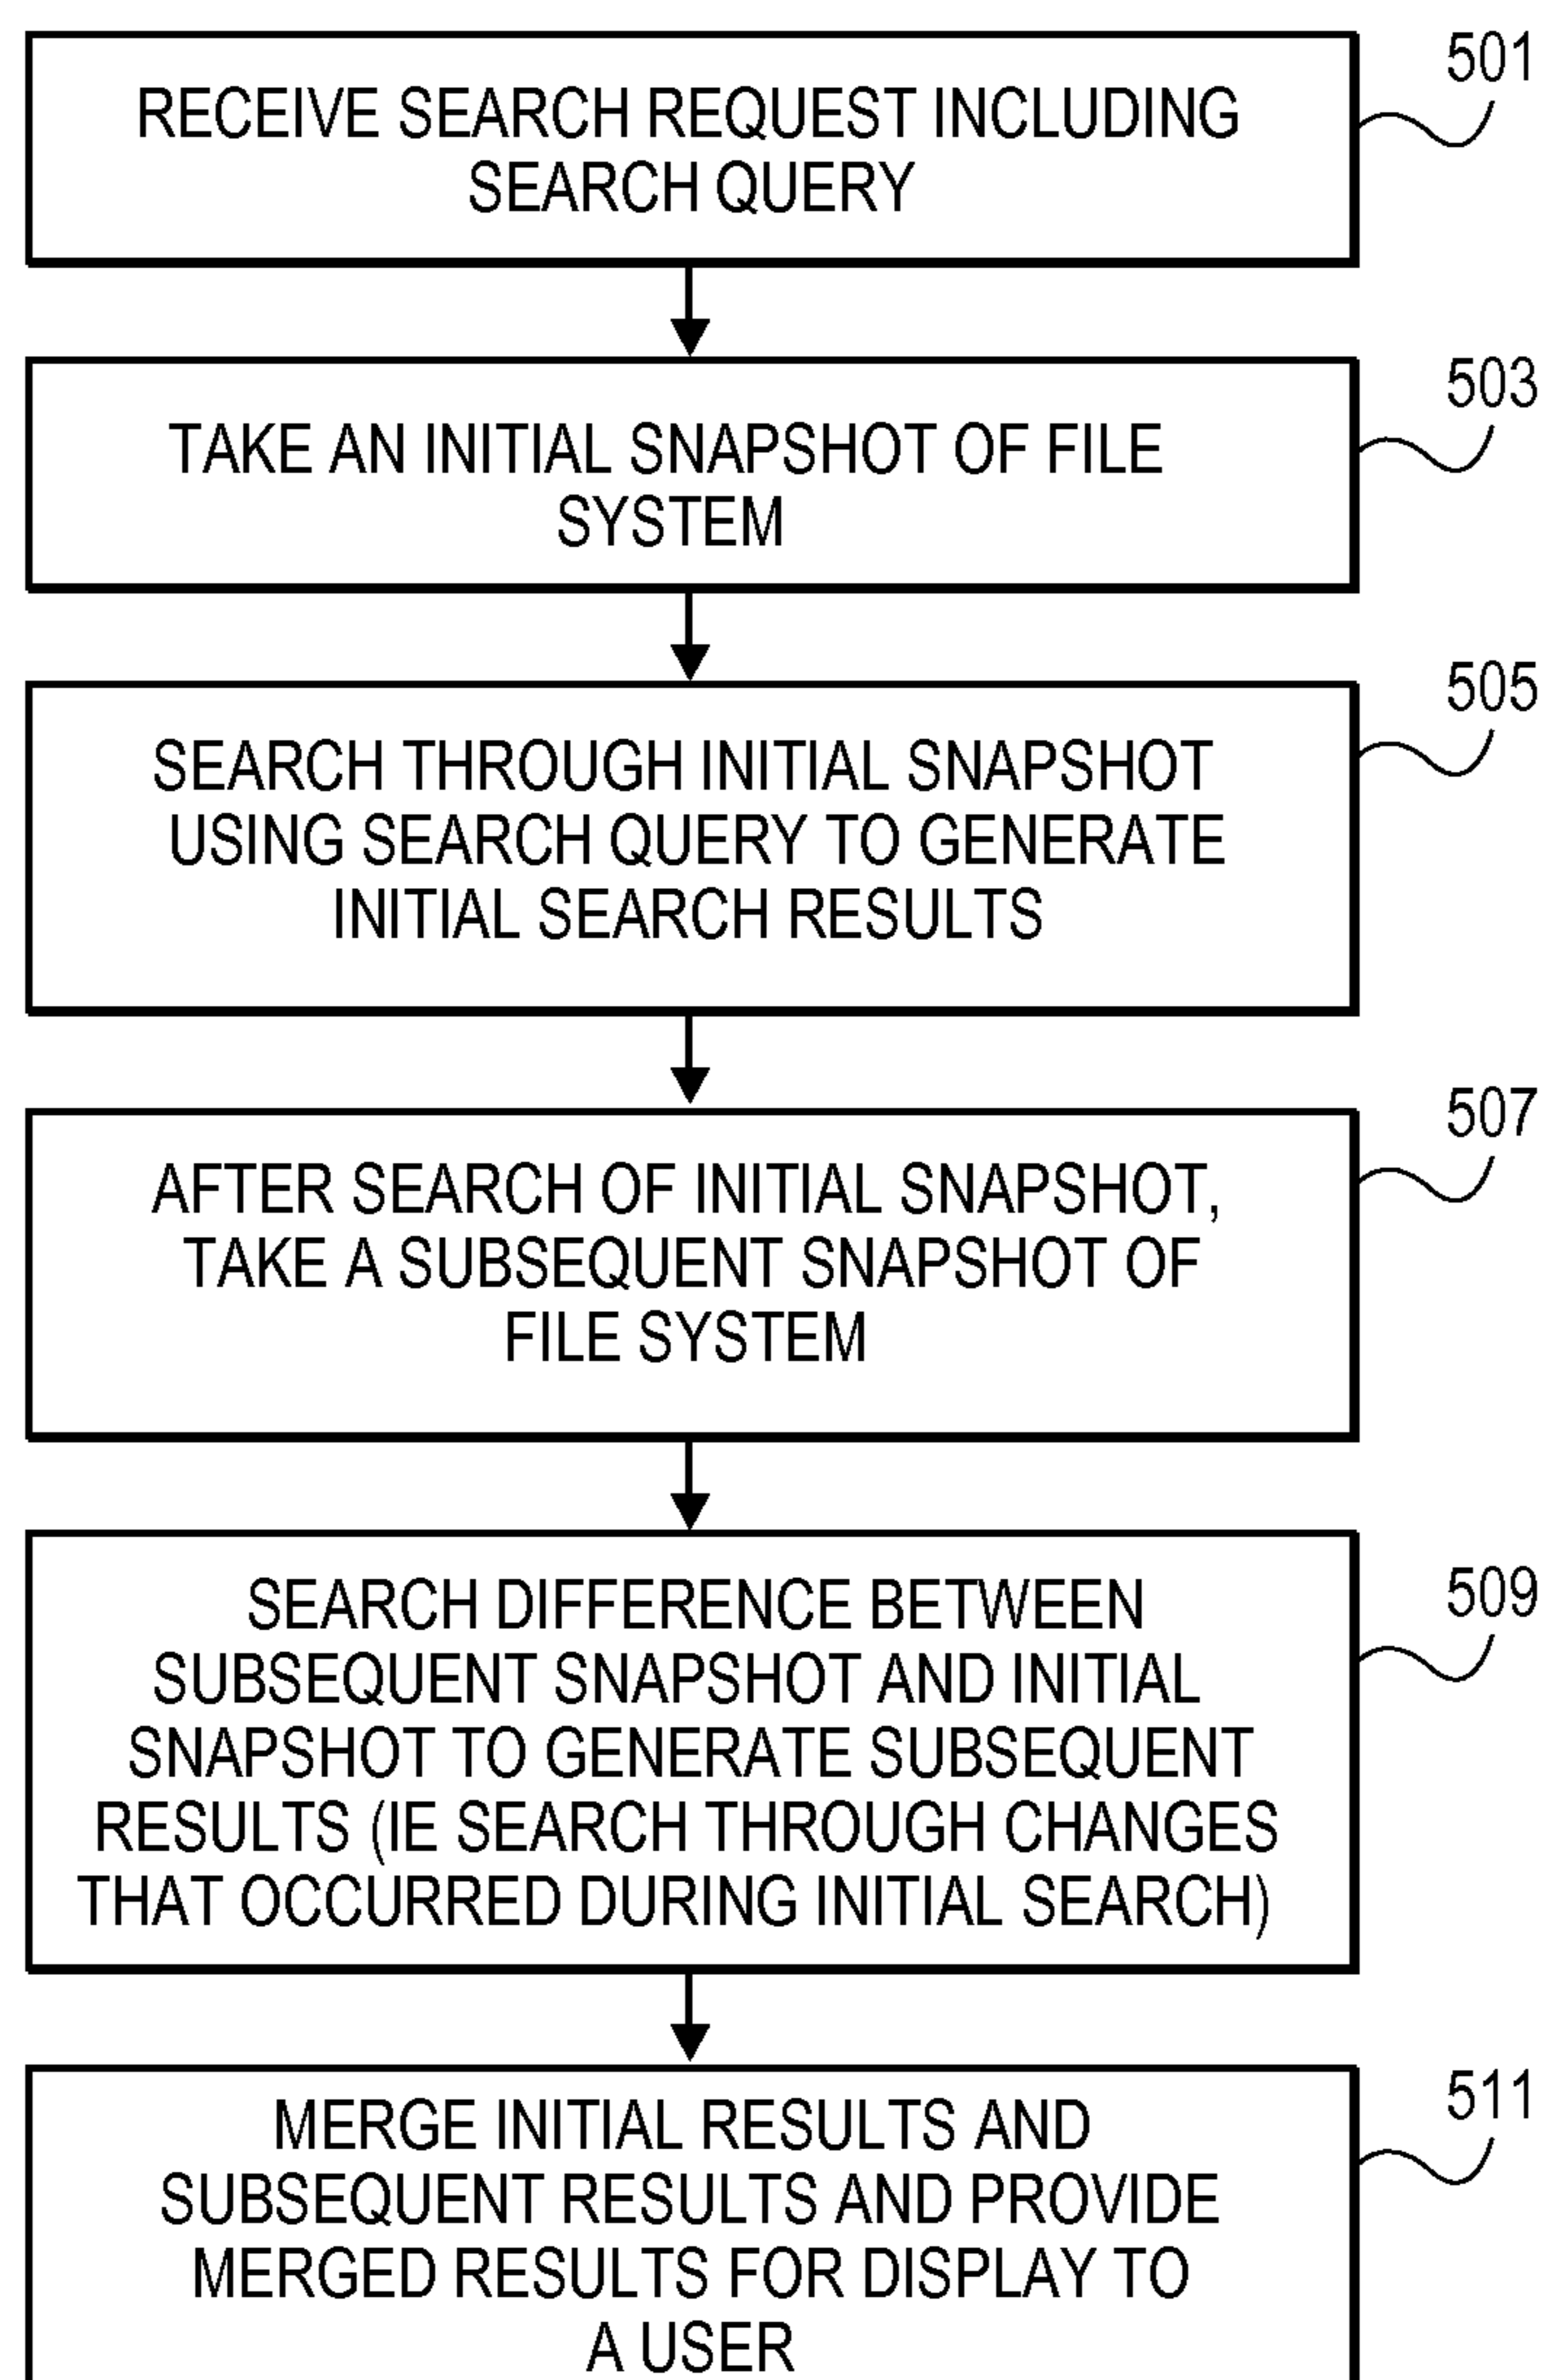 501
RECEIVE SEARCH REQUEST INCLUDING
SEARCH QUERY
503
TAKE AN INITIAL SNAPSHOT OF FILE
SYSTEM
505
SEARCH THROUGH INITIAL SNAPSHOT
USING SEARCH QUERY TO GENERATE
INITIAL SEARCH RESULTS
507
AFTER SEARCH OF INITIAL SNAPSHOT,
TAKE A SUBSEQUENT SNAPSHOT OF
FILE SYSTEM
509
SEARCH DIFFERENCE BETWEEN
SUBSEQUENT SNAPSHOT AND INITIAL
SNAPSHOT TO GENERATE SUBSEQUENT
RESULTS (IE SEARCH THROUGH CHANGES
THAT OCCURRED DURING INITIAL SEARCH)
511
MERGE INITIAL RESULTS AND
SUBSEQUENT RESULTS AND PROVIDE
MERGED RESULTS FOR DISPLAY TO
A USER